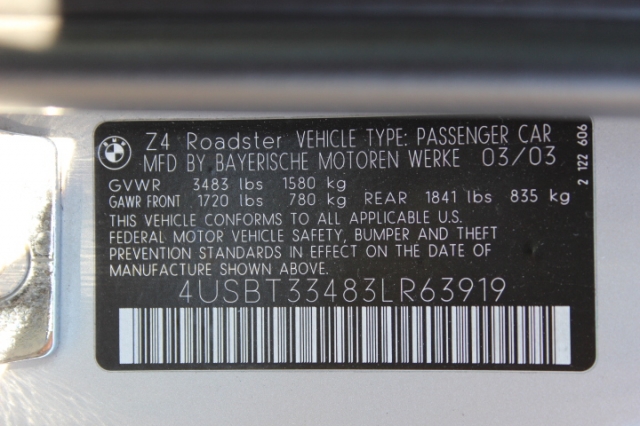 Z4 Roadster VEHICLE TYPE: PASSENGER CAR
MFD BY BAYERISCHE MOTOREN WERKE 03/03
GVWR 3483 lbs 1580 kg
GAWR FRONT 1720 lbs 780 kg REAR 1841 lbs 835 kg
THIS VEHICLE CONFORMS TO ALL APPLICABLE U.S.
FEDERAL MOTOR VEHICLE SAFETY, BUMPER AND THEFT
PREVENTION STANDARDS IN EFFECT ON THE DATE OF
MANUFACTURE SHOWN ABOVE.
4USBT33483LR63919
2 122 606